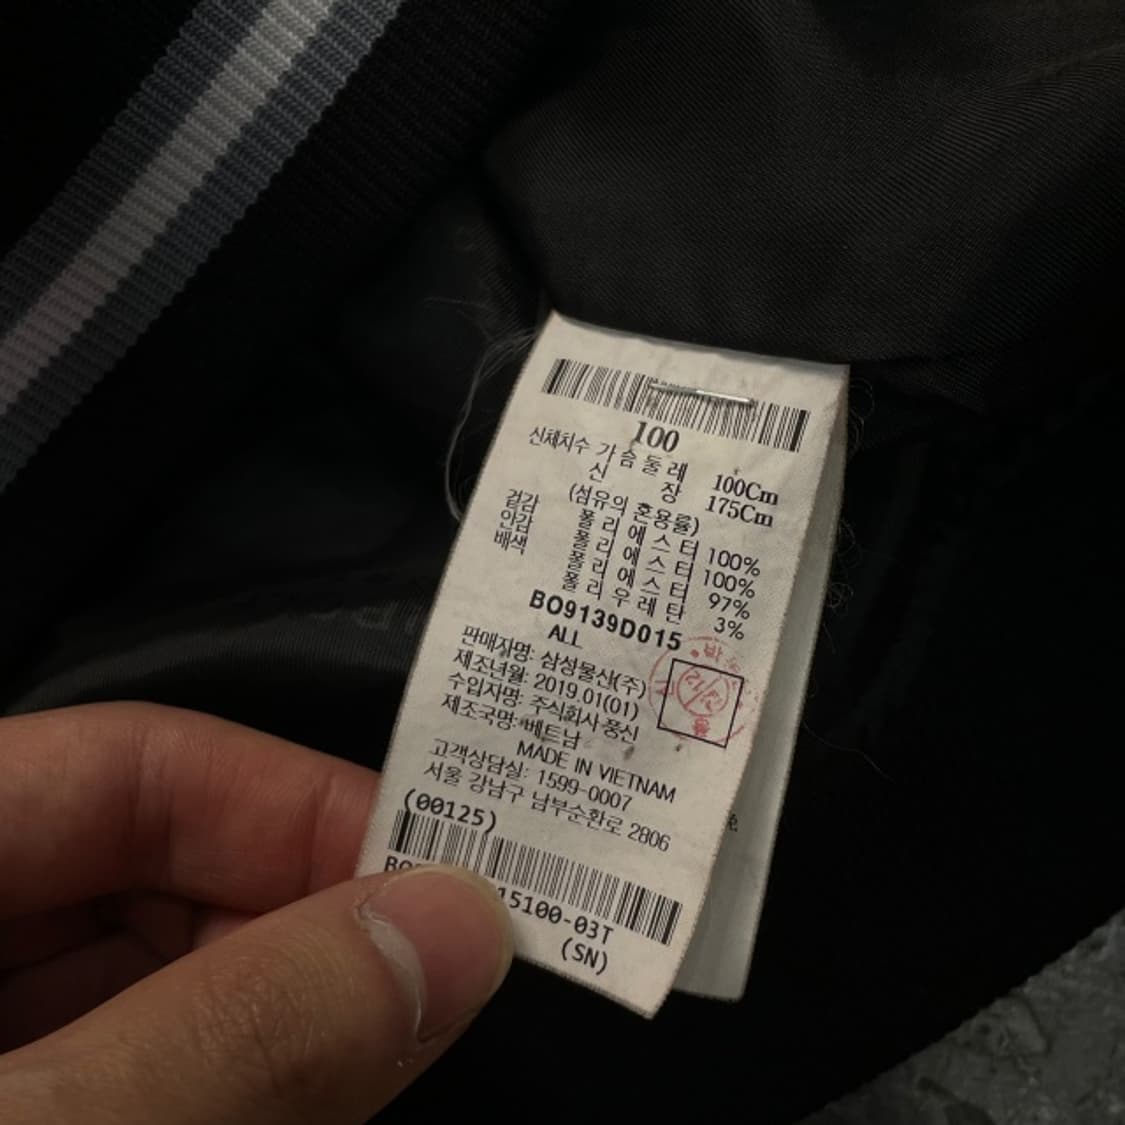 100
신체치수 가슴둘레 100Cm
신 장 175Cm
(섬유의 혼용률)
겉감 폴리에스터 100%
안감 폴리에스터 100%
배색 폴리에스터 97%
폴리우레탄 3%
BO9139D015
ALL
판매자명: 삼성물산(주)
제조년월: 2019.01(01)
수입자명: 주식회사풍신
제조국명: 베트남
MADE IN VIETNAM
고객상담실: 1599-0007
서울 강남구 남부순환로 2806
(00125)
15100-03T
(SN)